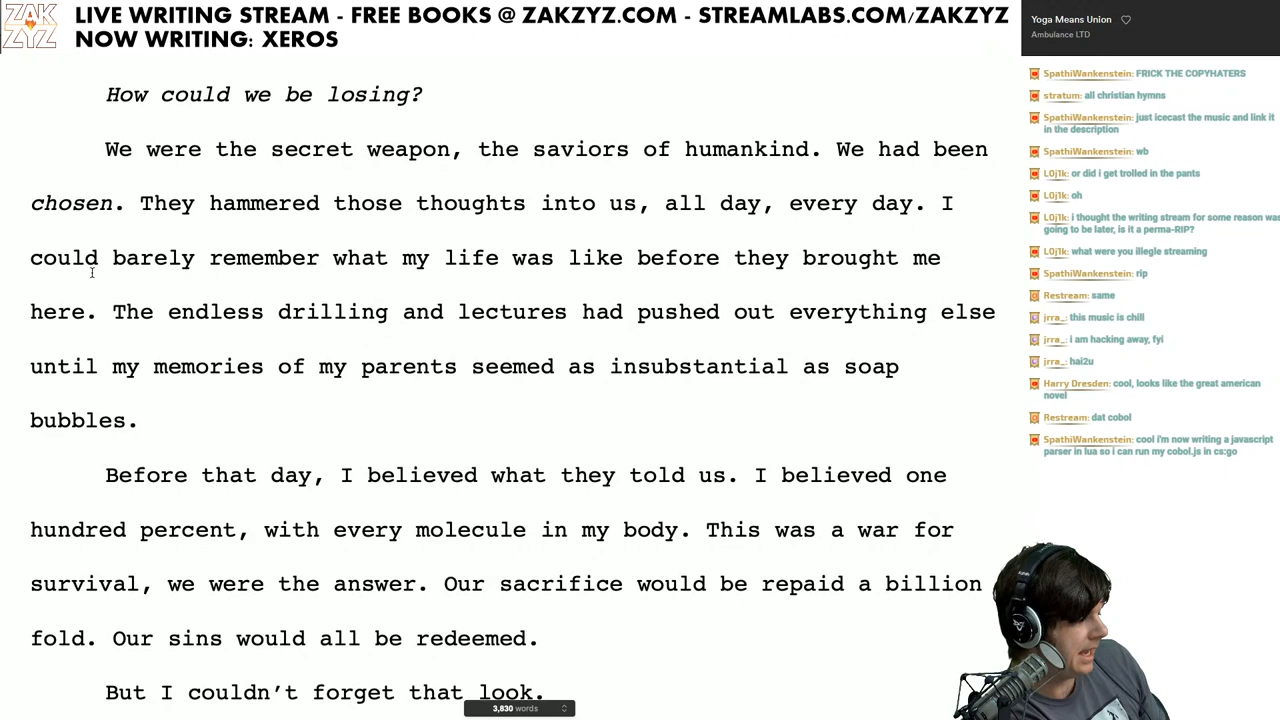 ZAK
ZYZ
LIVE WRITING STREAM - FREE BOOKS @ ZAKZYZ.COM - STREAMLABS.COM/ZAKZYZ
NOW WRITING: XEROS
How could we be losing?
We were the secret weapon, the saviors of humankind. We had been
chosen. They hammered those thoughts into us, all day, every day. I
could barely remember what my life was like before they brought me
here. The endless drilling and lectures had pushed out everything else
until my memories of my parents seemed as insubstantial as soap
bubbles.
Before that day, I believed what they told us. I believed one
hundred percent, with every molecule in my body. This was a war for
survival, we were the answer. Our sacrifice would be repaid a billion
fold. Our sins would all be redeemed.
But I couldn't forget that look.
3,830 words
Yoga Means Union
Ambulance LTD
SpathiWankenstein: FRICK THE COPYHATERS
stratum: all christian hymns
SpathiWankenstein: just icecast the music and link it
in the description
SpathiWankenstein: wb
L0j1k: or did i get trolled in the pants
L0j1k: oh
L0j1k: i thought the writing stream for some reason was
going to be later, is it a perma-RIP?
L0j1k: what were you illegle streaming
SpathiWankenstein: rip
Restream: same
jrra_: this music is chill
jrra_: i am hacking away, fyi
jrra_: hai2u
Harry Dresden: cool, looks like the great american
novel
Restream: dat cobol
SpathiWankenstein: cool i'm now writing a javascript
parser in lua so i can run my cobol.js in cs:go